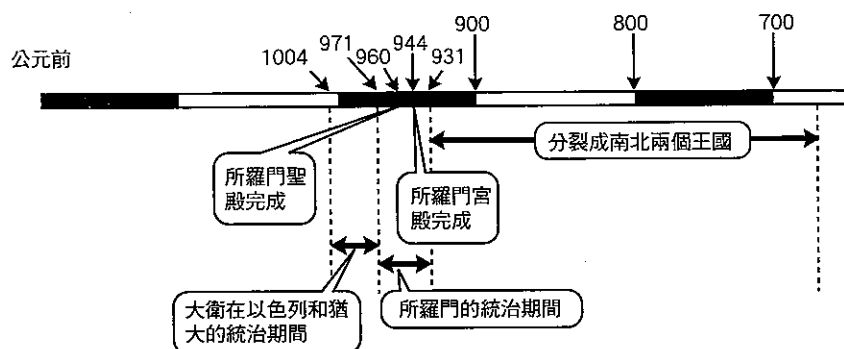 公元前
1004
971
960
944
931
900
800
700
所羅門聖
殿完成
所羅門宮
殿完成
分裂成南北兩個王國
大衛在以色列和猶
大的統治期間
所羅門的統治期間